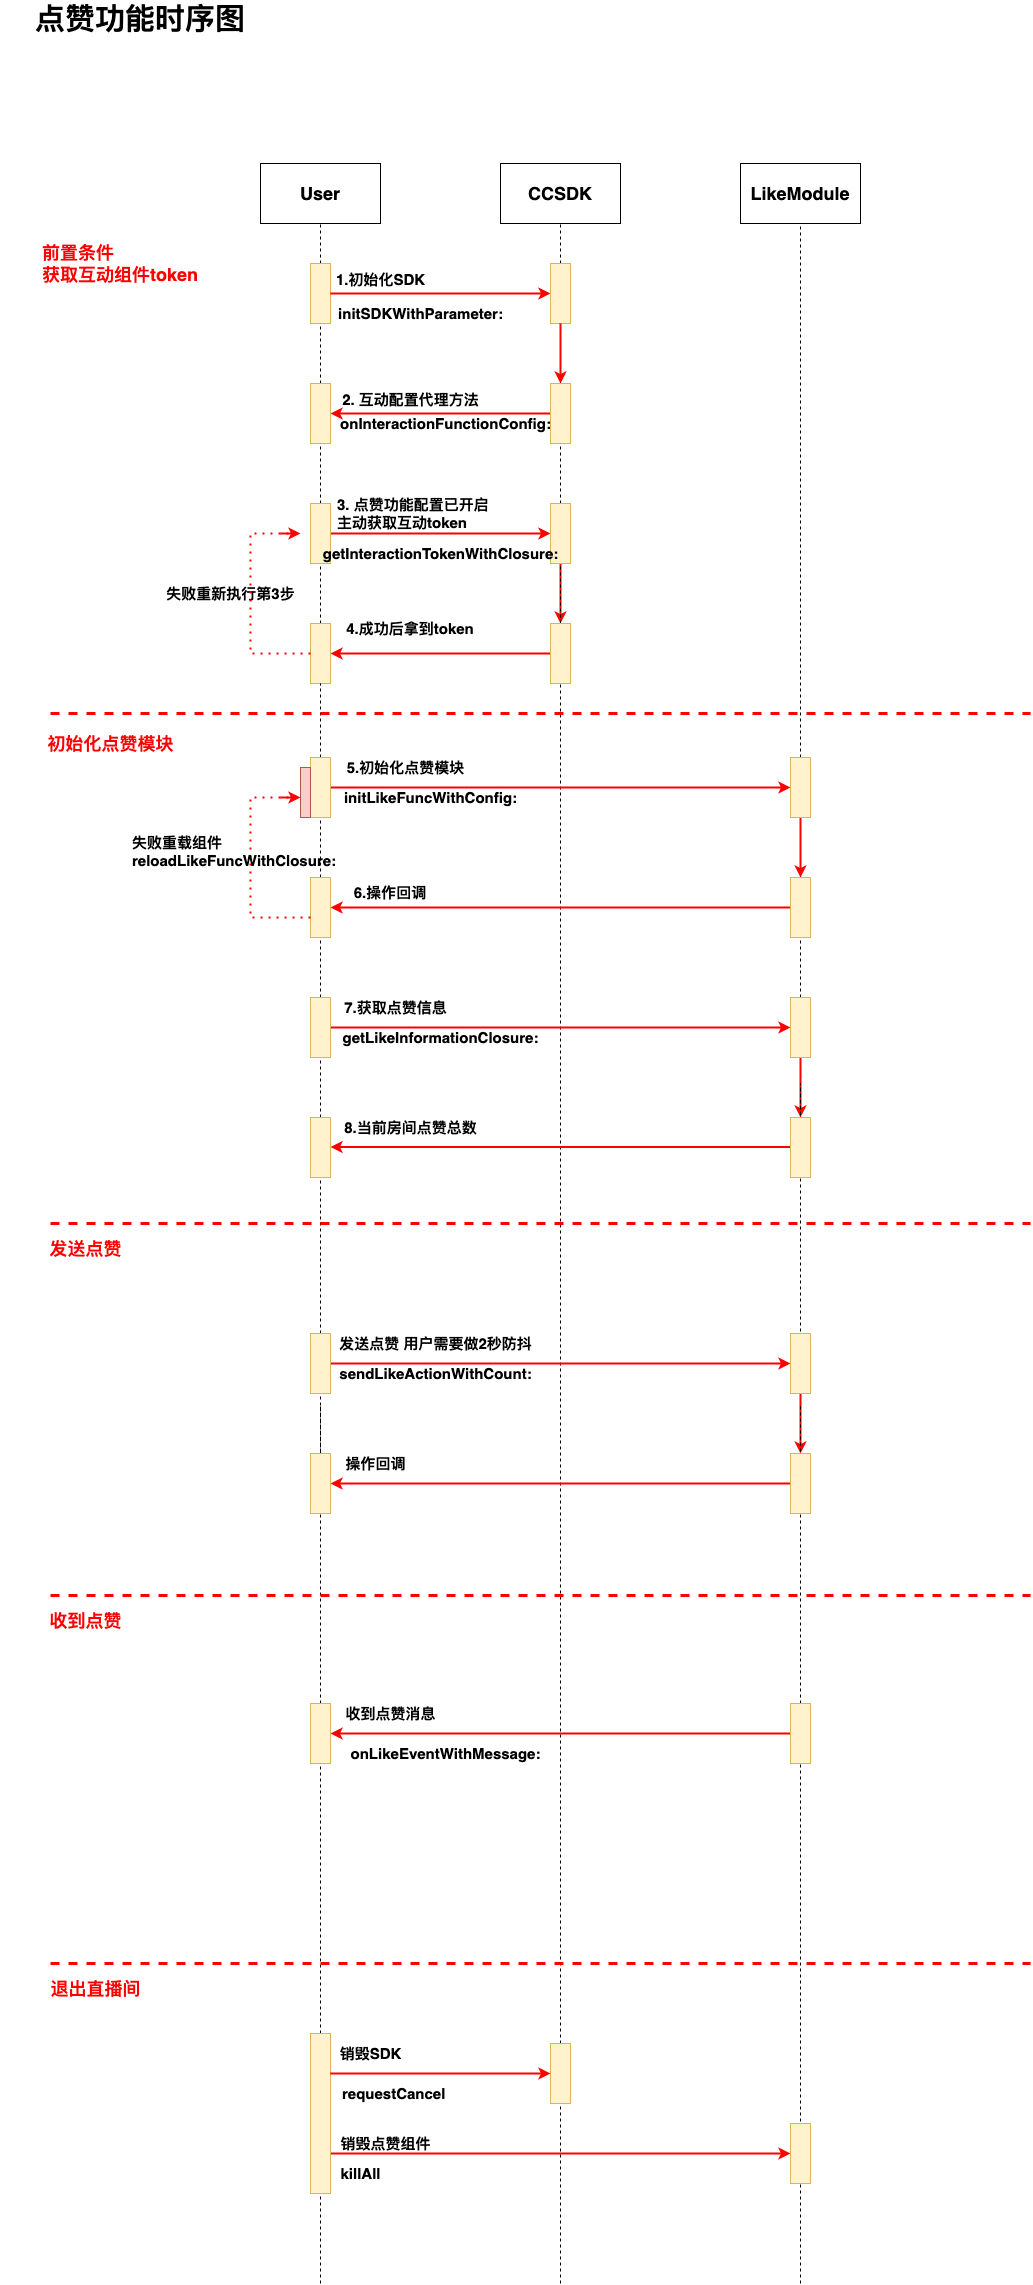 点赞功能时序图
User
CCSDK
LikeModule
前置条件
获取互动组件token
1.初始化SDK
initSDKWithParameter:
2. 互动配置代理方法
onInteractionFunctionConfig:
3. 点赞功能配置已开启
主动获取互动token
getInteractionTokenWithClosure:
失败重新执行第3步
4.成功后拿到token
初始化点赞模块
5.初始化点赞模块
initLikeFuncWithConfig:
失败重载组件
reloadLikeFuncWithClosure:
6.操作回调
7.获取点赞信息
getLikeInformationClosure:
8.当前房间点赞总数
发送点赞
发送点赞 用户需要做2秒防抖
sendLikeActionWithCount:
操作回调
收到点赞
收到点赞消息
onLikeEventWithMessage:
退出直播间
销毁SDK
requestCancel
销毁点赞组件
killAll